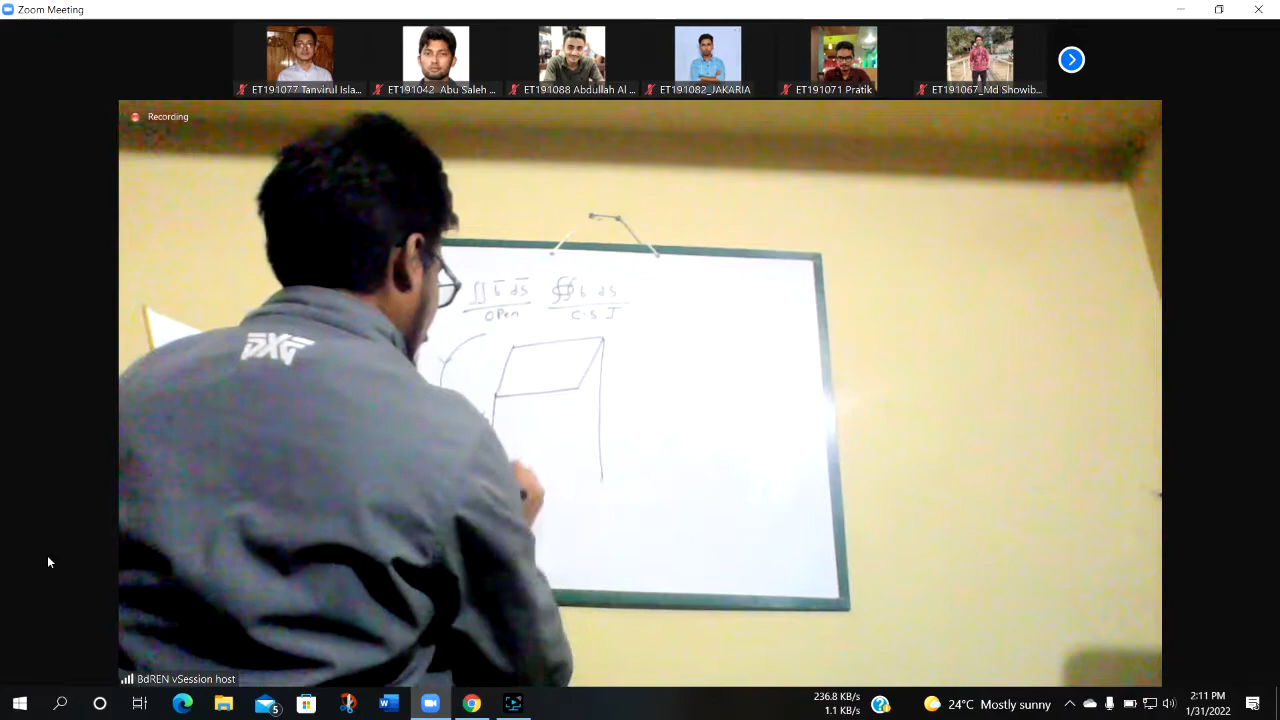 Zoom Meeting
ET191077 Tanvirul Isla...
ET191042_Abu Saleh ...
ET191088 Abdullah Al ...
ET191082_JAKARIA
ET191071 Pratik
ET191067_Md Showib...
Recording
∬ b̄ ds̄ ∯ b ds
OPen C.S
PXG
BdREN vSession host
5
236.8 KB/s
1.1 KB/s
24°C Mostly sunny
2:11 PM
1/31/2022